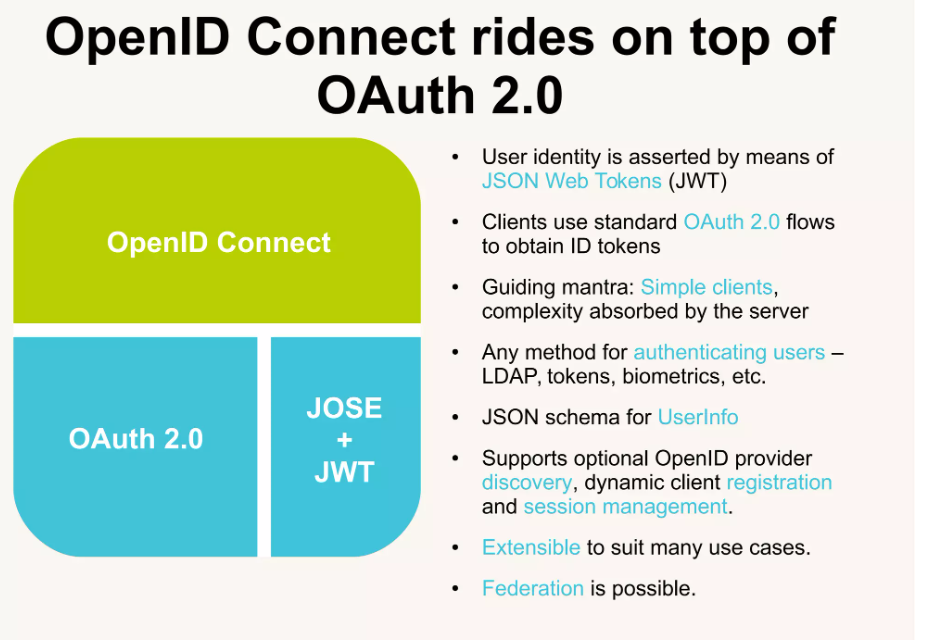 OpenID Connect rides on top of
OAuth 2.0
OpenID Connect
OAuth 2.0
JOSE
+
JWT
• User identity is asserted by means of
JSON Web Tokens (JWT)
• Clients use standard OAuth 2.0 flows
to obtain ID tokens
• Guiding mantra: Simple clients,
complexity absorbed by the server
• Any method for authenticating users –
LDAP, tokens, biometrics, etc.
• JSON schema for UserInfo
• Supports optional OpenID provider
discovery, dynamic client registration
and session management.
• Extensible to suit many use cases.
• Federation is possible.